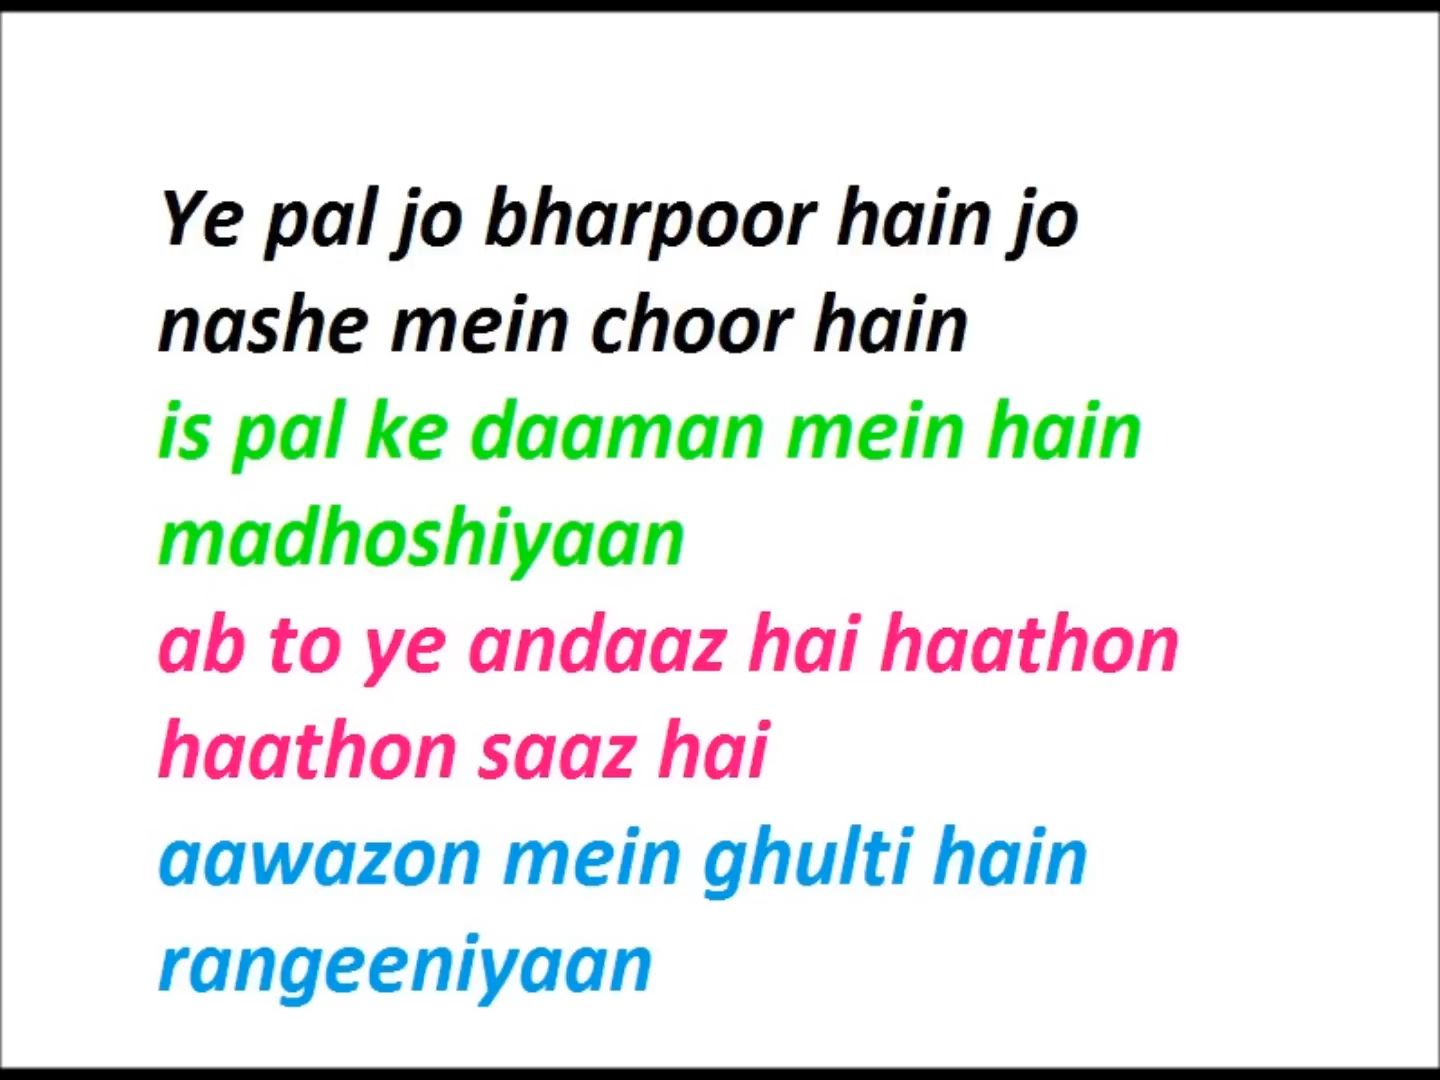 Ye pal jo bharpoor hain jo
nashe mein choor hain
is pal ke daaman mein hain
madhoshiyaan
ab to ye andaaz hai haathon
haathon saaz hai
aawazon mein ghulti hain
rangeeniyaan